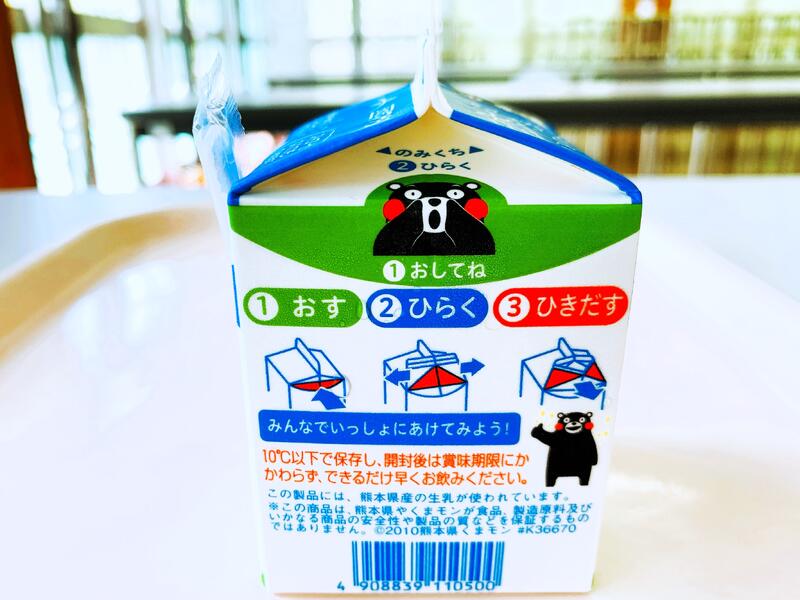 ◀のみくち▶
② ひらく
① おしてね
① おす ② ひらく ③ ひきだす
みんなでいっしょにあけてみよう!
10℃以下で保存し、開封後は賞味期限にか
かわらず、できるだけ早くお飲みください。
この製品には、熊本県産の生乳が使われています。
※この商品は、熊本県やくまモンが食品、製造原料及び
いかなる商品の安全性や製品の質などを保証するもの
ではありません。©2010熊本県くまモン #K36670
4 908839 110500